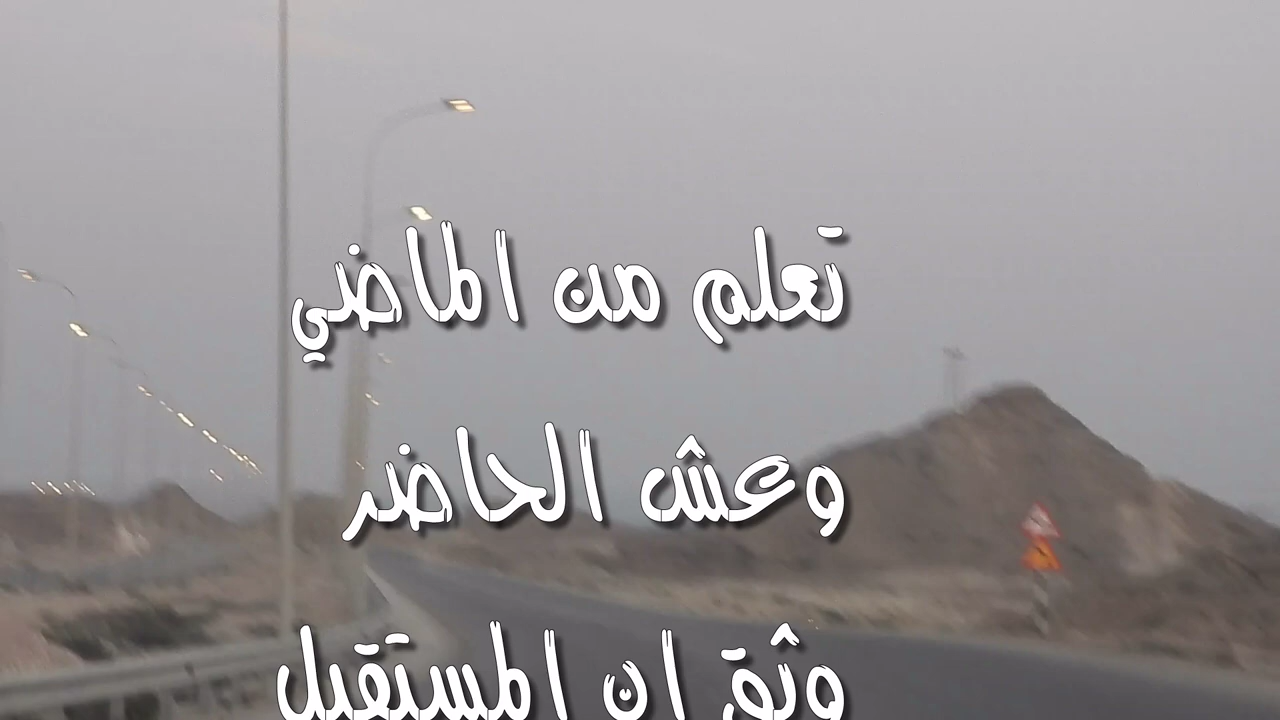 تعلم من الماضي
وعش الحاضر
وثق ان المستقبل